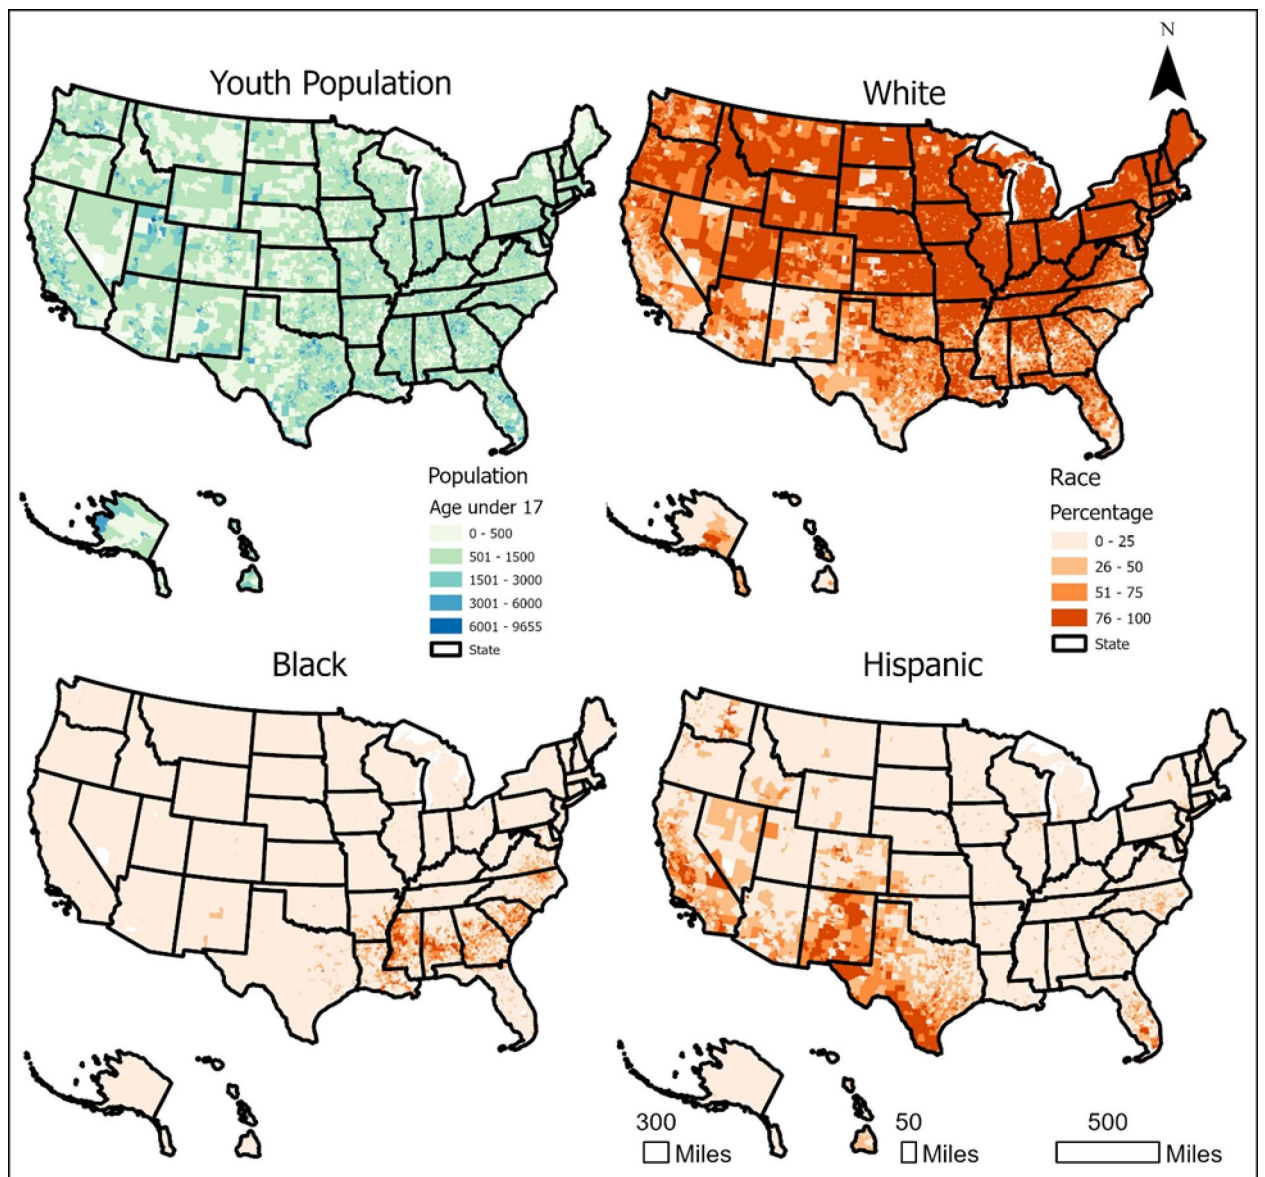 N
Youth Population
White
Population
Age under 17
0 - 500
501 - 1500
1501 - 3000
3001 - 6000
6001 - 9655
State
Race
Percentage
0 - 25
26 - 50
51 - 75
76 - 100
State
Black
Hispanic
300
Miles
50
Miles
500
Miles